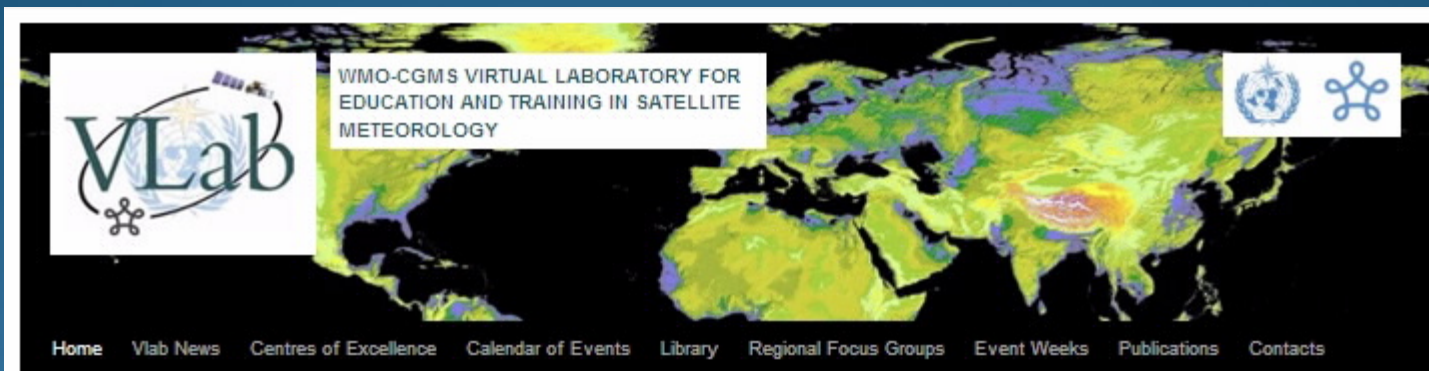 VLab
WMO-CGMS VIRTUAL LABORATORY FOR
EDUCATION AND TRAINING IN SATELLITE
METEOROLOGY
Home Vlab News Centres of Excellence Calendar of Events Library Regional Focus Groups Event Weeks Publications Contacts